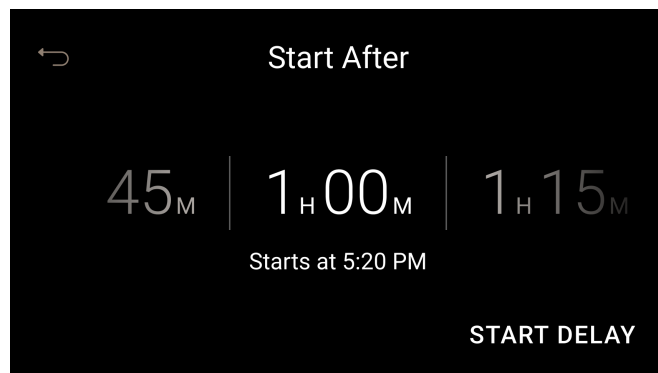 Start After
45M 1H00M 1H15M
Starts at 5:20 PM
START DELAY